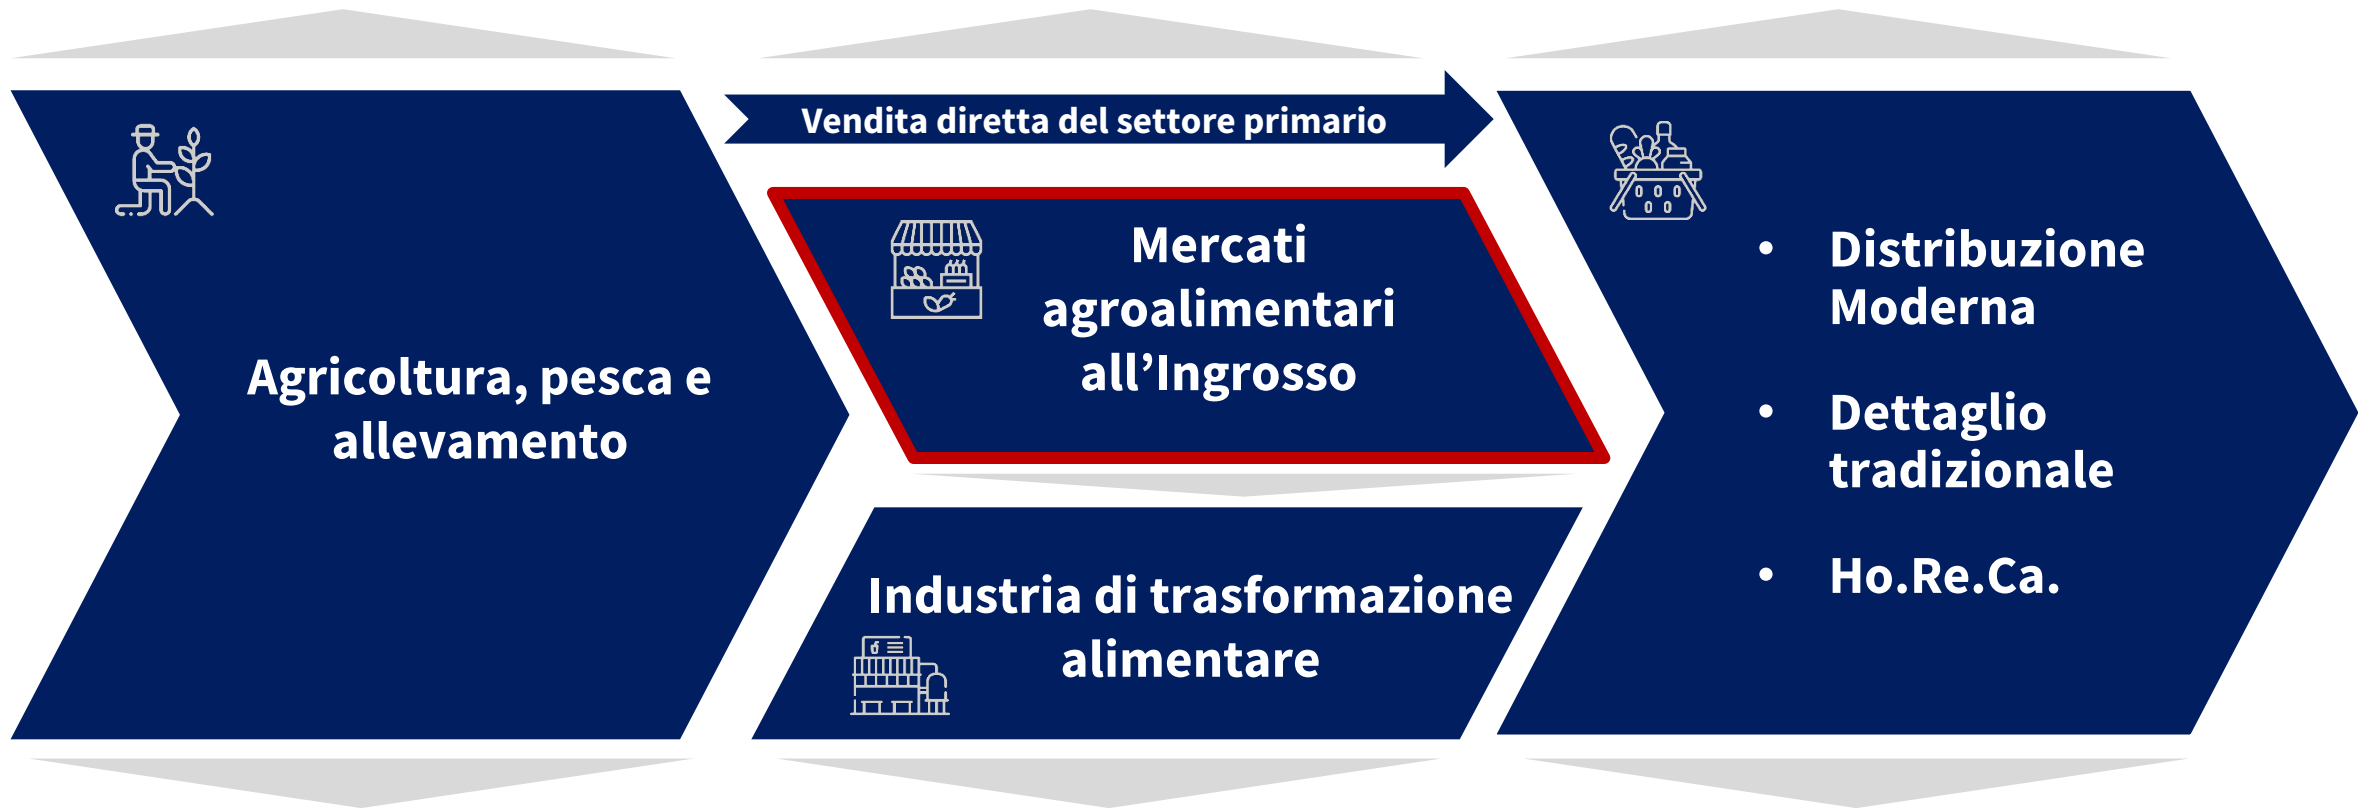 Vendita diretta del settore primario
Agricoltura, pesca e
allevamento
Mercati
agroalimentari
all’Ingrosso
Industria di trasformazione
alimentare
• Distribuzione
Moderna
• Dettaglio
tradizionale
• Ho.Re.Ca.